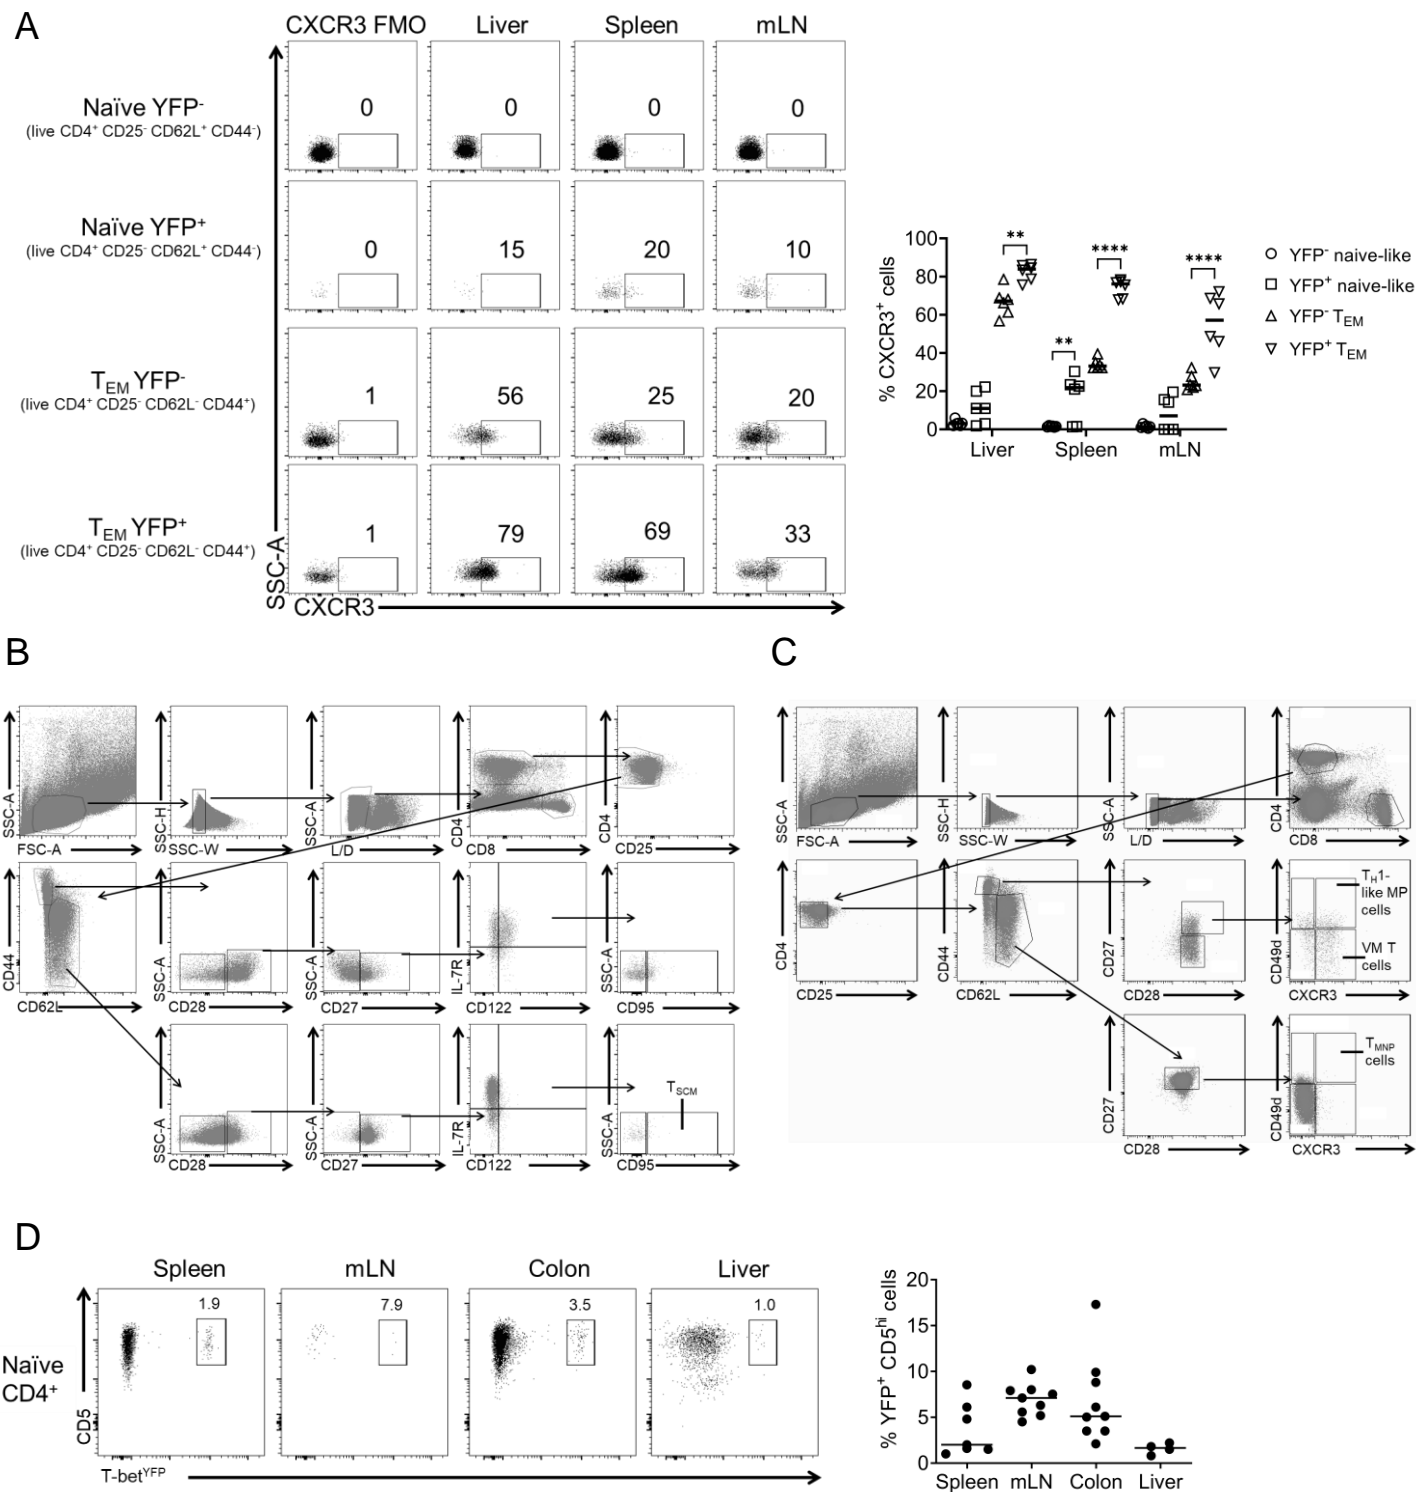 A
CXCR3 FMO Liver Spleen mLN
Naïve YFP-
(live CD4+ CD25- CD62L+ CD44-)
0 0 0 0
Naïve YFP+
(live CD4+ CD25- CD62L+ CD44-)
0 15 20 10
TEM YFP-
(live CD4+ CD25- CD62L- CD44+)
1 56 25 20
TEM YFP+
(live CD4+ CD25- CD62L- CD44+)
1 79 69 33
SSC-A
CXCR3
% CXCR3+ cells
100
80
60
40
20
0
** **** ****
**
Liver Spleen mLN
YFP- naive-like
YFP+ naive-like
YFP- TEM
YFP+ TEM
B
SSC-A SSC-H SSC-A CD4 CD4
FSC-A SSC-W L/D CD8 CD25
CD44 SSC-A SSC-A IL-7R SSC-A
CD62L CD28 CD27 CD122 CD95
SSC-A SSC-A IL-7R SSC-A
TSCM
CD28 CD27 CD122 CD95
C
SSC-A SSC-H SSC-A CD4
FSC-A SSC-W L/D CD8
CD4 CD44 CD27 CD49d
TH1-
like MP
cells
VM T
cells
CD25 CD62L CD28 CXCR3
CD27 CD49d
TMNP
cells
CD28 CXCR3
D
Spleen mLN Colon Liver
1.9 7.9 3.5 1.0
Naïve
CD4+
CD5
T-betYFP
% YFP+ CD5hi cells
20
15
10
5
0
Spleen mLN Colon Liver